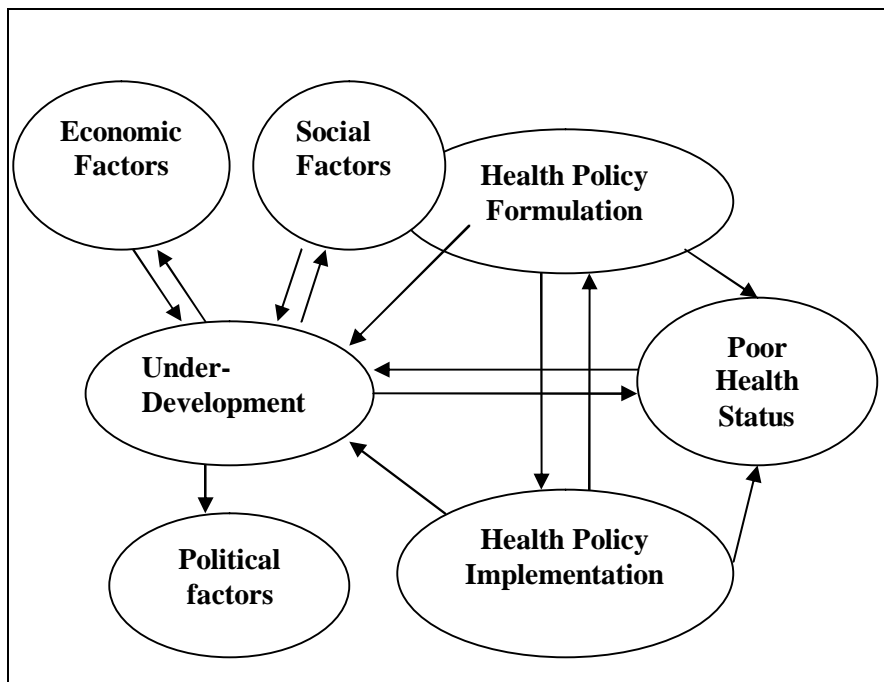 Economic
Factors
Social
Factors
Health Policy
Formulation
Under-
Development
Poor
Health
Status
Political
factors
Health Policy
Implementation